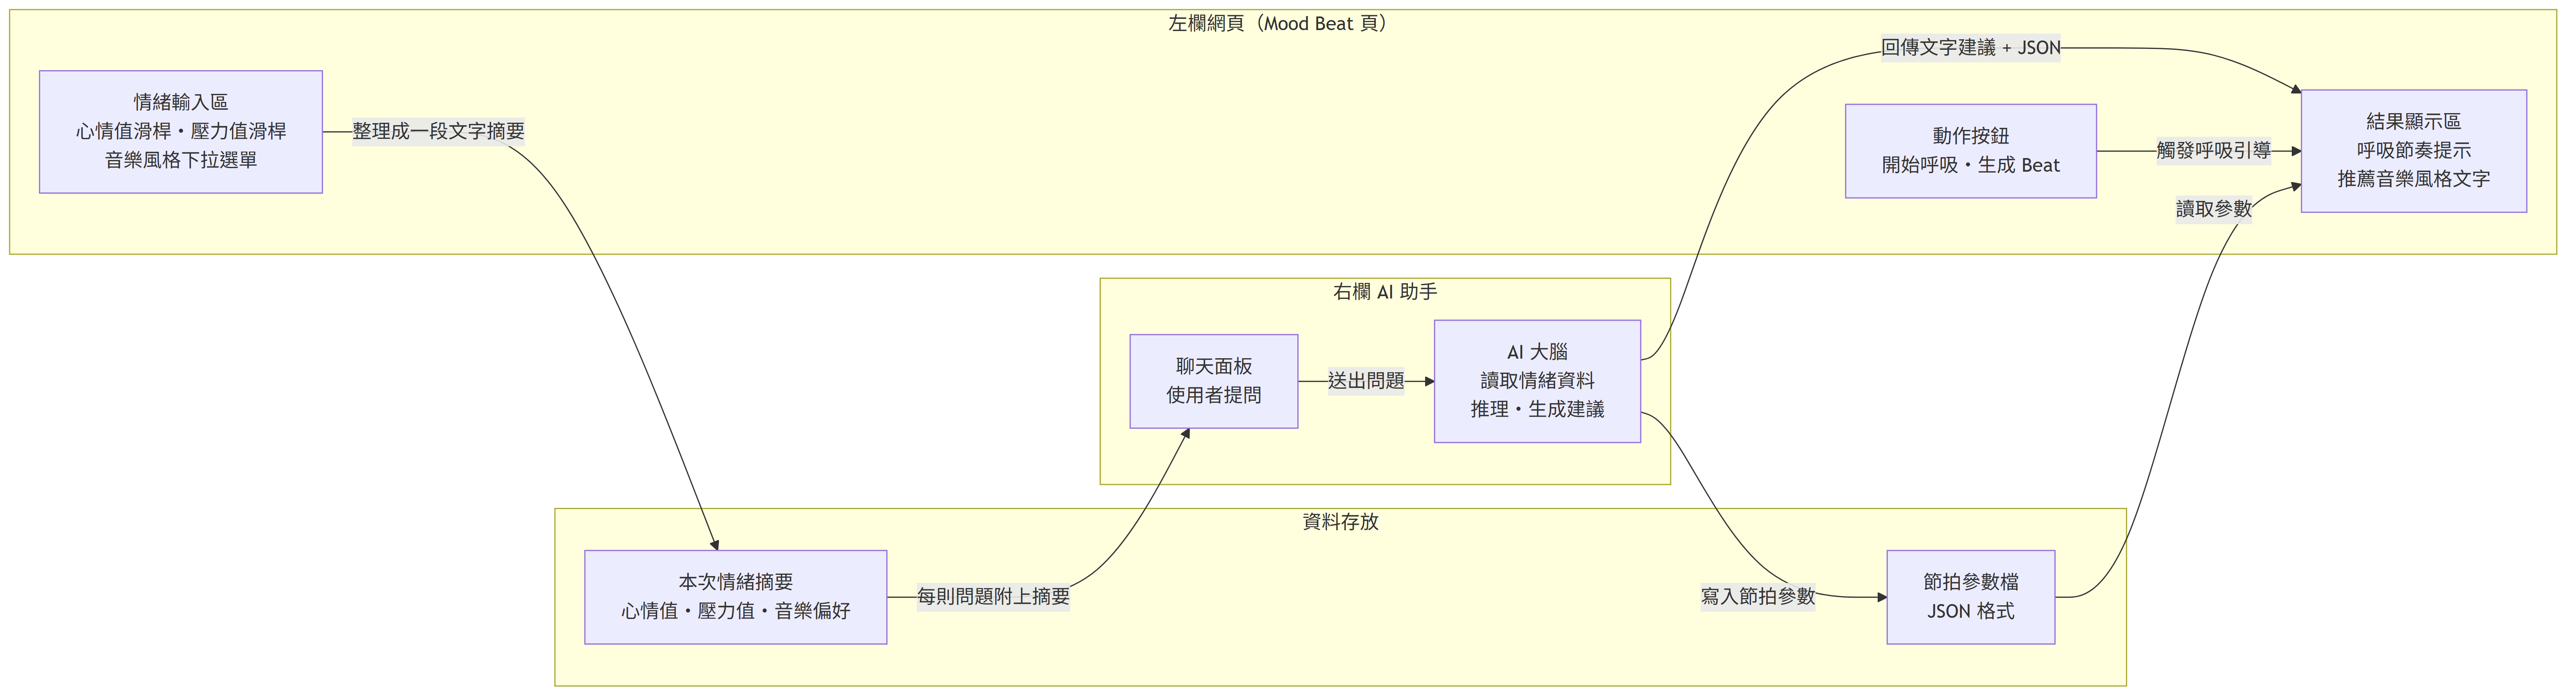 左欄網頁（Mood Beat 頁）
情緒輸入區
心情值滑桿・壓力值滑桿
音樂風格下拉選單
整理成一段文字摘要
回傳文字建議 + JSON
動作按鈕
開始呼吸・生成 Beat
觸發呼吸引導
結果顯示區
呼吸節奏提示
推薦音樂風格文字
讀取參數
右欄 AI 助手
聊天面板
使用者提問
送出問題
AI 大腦
讀取情緒資料
推理・生成建議
資料存放
本次情緒摘要
心情值・壓力值・音樂偏好
每則問題附上摘要
寫入節拍參數
節拍參數檔
JSON 格式